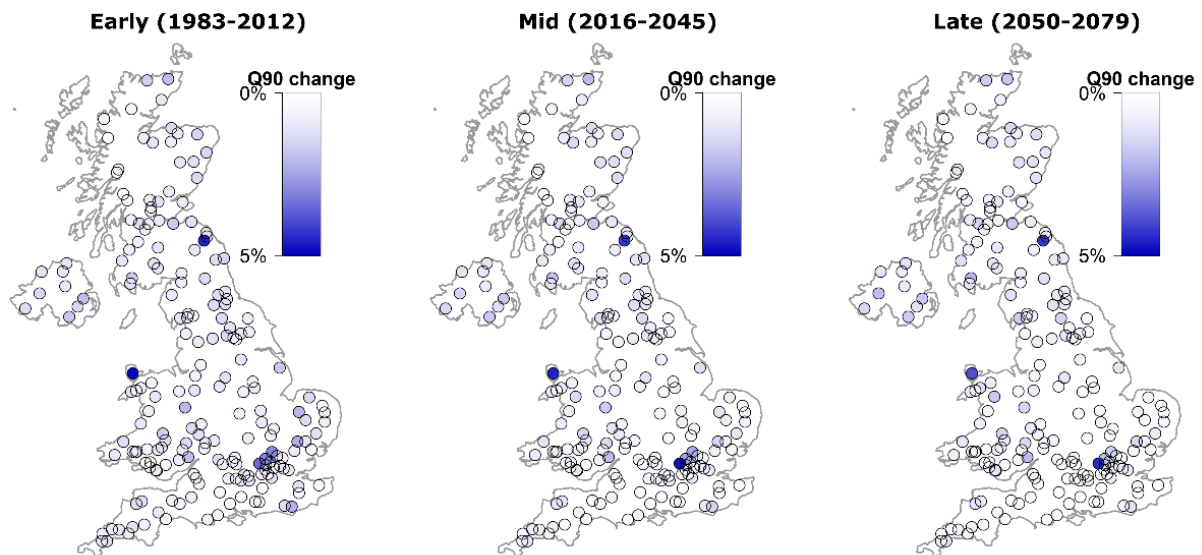 Early (1983-2012)
Mid (2016-2045)
Late (2050-2079)
Q90 change
0%
5%
Q90 change
0%
5%
Q90 change
0%
5%